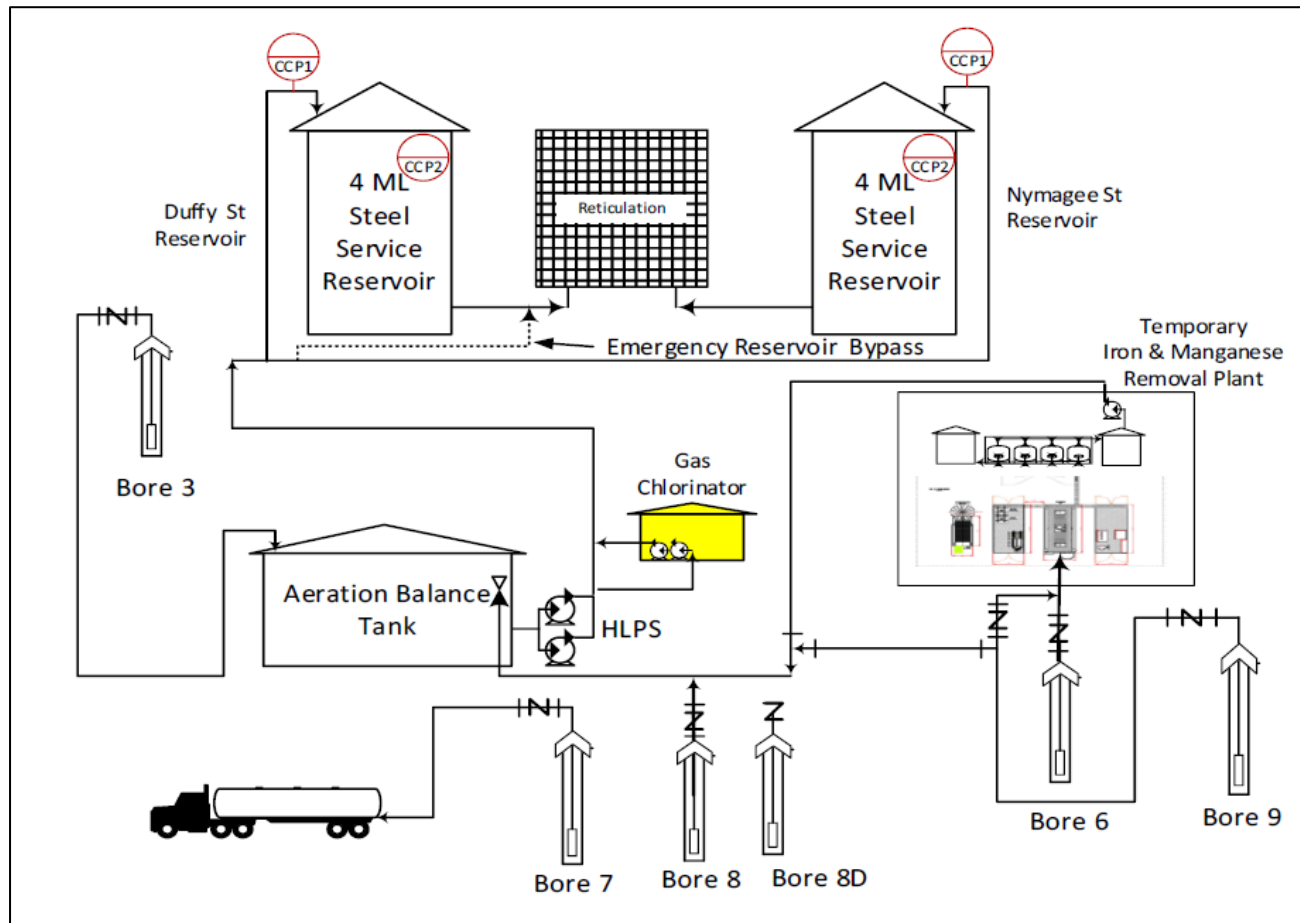 CCP1
CCP1
CCP2
CCP2
4 ML
Steel
Service
Reservoir
Duffy St
Reservoir
Reticulation
4 ML
Steel
Service
Reservoir
Nymagee St
Reservoir
Emergency Reservoir Bypass
Temporary
Iron & Manganese
Removal Plant
Bore 3
Gas
Chlorinator
Aeration Balance
Tank
HLPS
Bore 7
Bore 8
Bore 8D
Bore 6
Bore 9